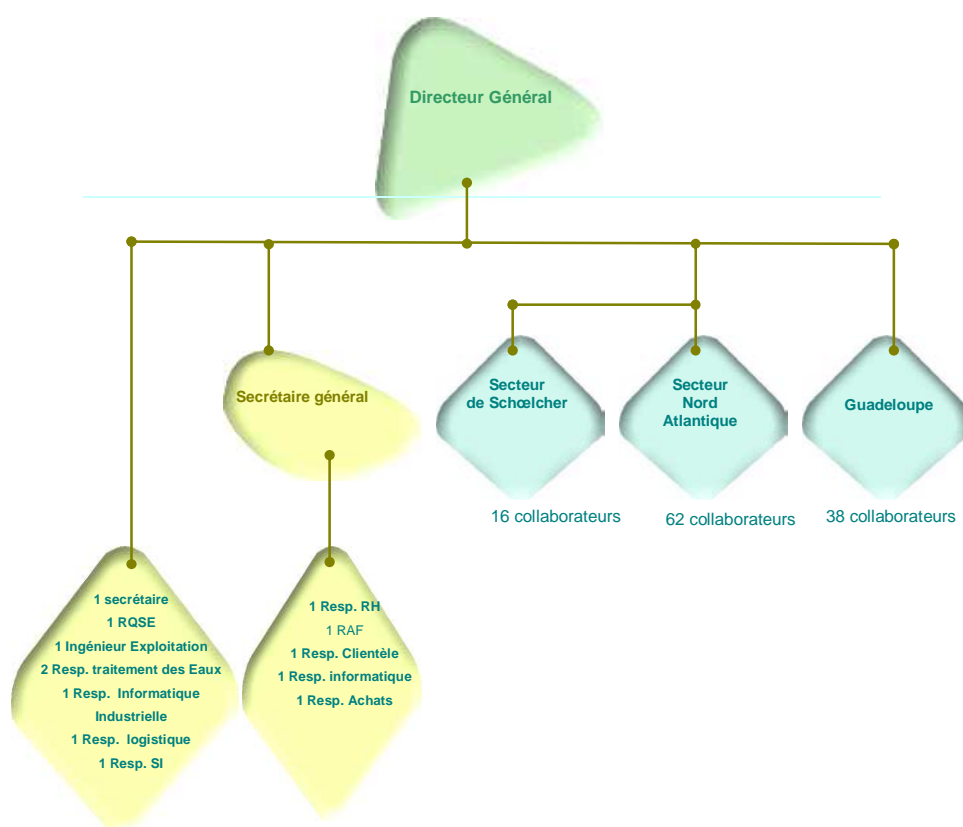 Directeur Général
Secrétaire général
Secteur
de Schœlcher
Secteur
Nord
Atlantique
Guadeloupe
16 collaborateurs
62 collaborateurs
38 collaborateurs
1 secrétaire
1 RQSE
1 Ingénieur Exploitation
2 Resp. traitement des Eaux
1 Resp. Informatique
Industrielle
1 Resp. logistique
1 Resp. SI
1 Resp. RH
1 RAF
1 Resp. Clientèle
1 Resp. informatique
1 Resp. Achats